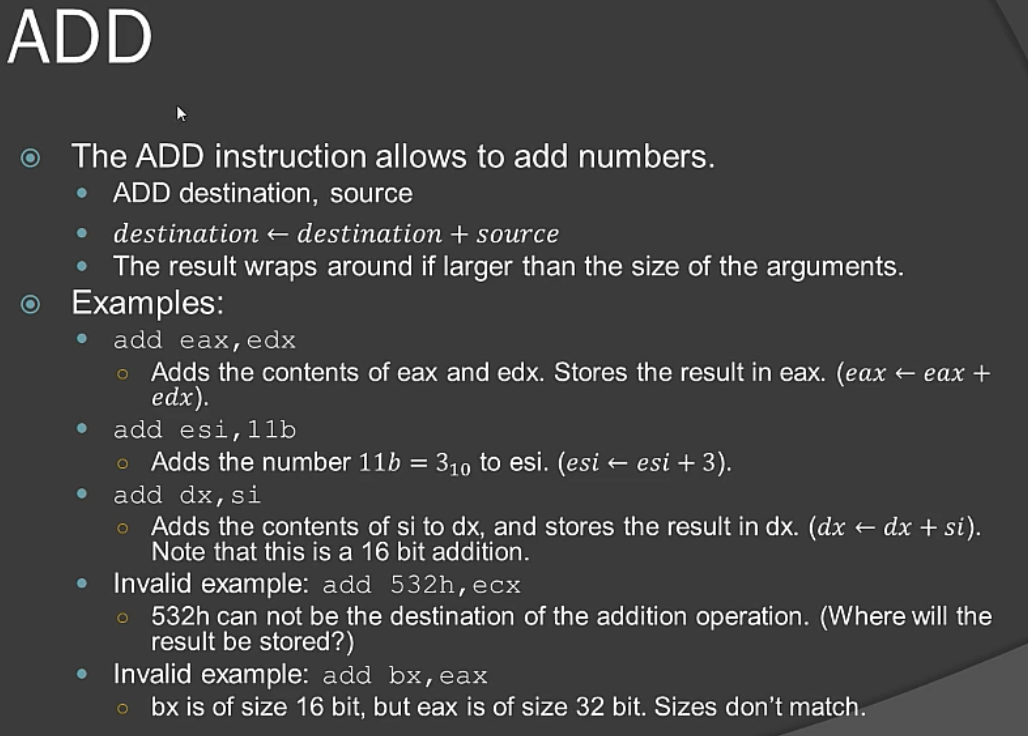 ADD
The ADD instruction allows to add numbers.
ADD destination, source
destination ← destination + source
The result wraps around if larger than the size of the arguments.
Examples:
add eax,edx
Adds the contents of eax and edx. Stores the result in eax. (eax ← eax +
edx).
add esi,11b
Adds the number 11b = 3₁₀ to esi. (esi ← esi + 3).
add dx,si
Adds the contents of si to dx, and stores the result in dx. (dx ← dx + si).
Note that this is a 16 bit addition.
Invalid example: add 532h,ecx
532h can not be the destination of the addition operation. (Where will the
result be stored?)
Invalid example: add bx,eax
bx is of size 16 bit, but eax is of size 32 bit. Sizes don't match.